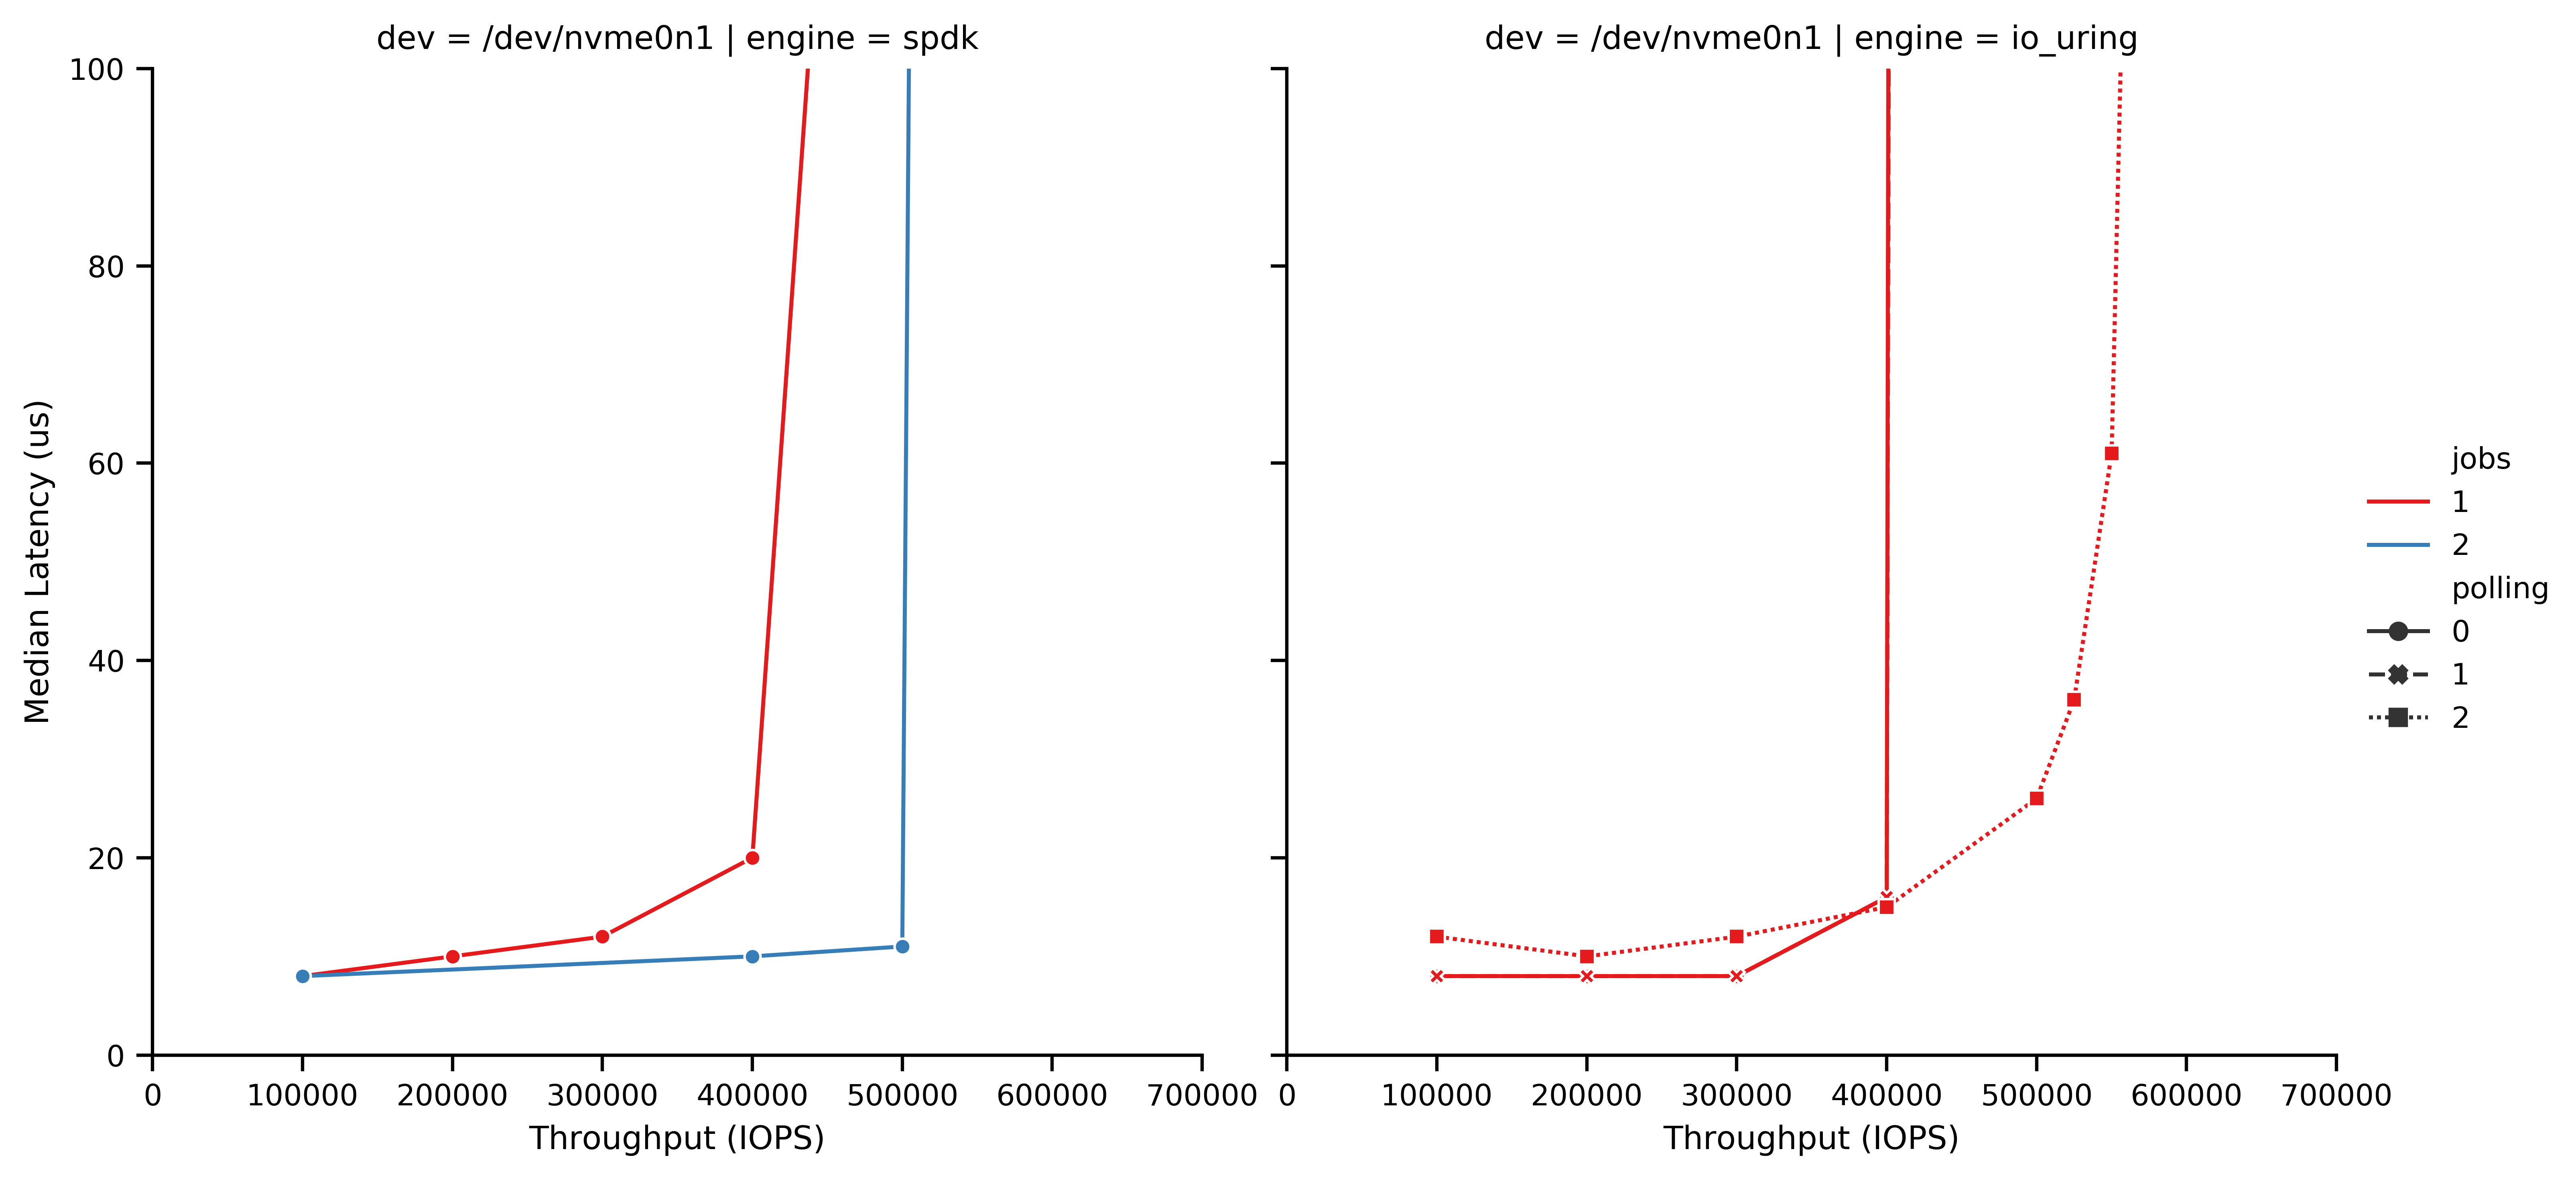 dev = /dev/nvme0n1 | engine = spdk
dev = /dev/nvme0n1 | engine = io_uring
100
80
60
40
20
0
Median Latency (us)
0 100000 200000 300000 400000 500000 600000 700000
Throughput (IOPS)
0 100000 200000 300000 400000 500000 600000 700000
Throughput (IOPS)
jobs
1
2
polling
0
1
2